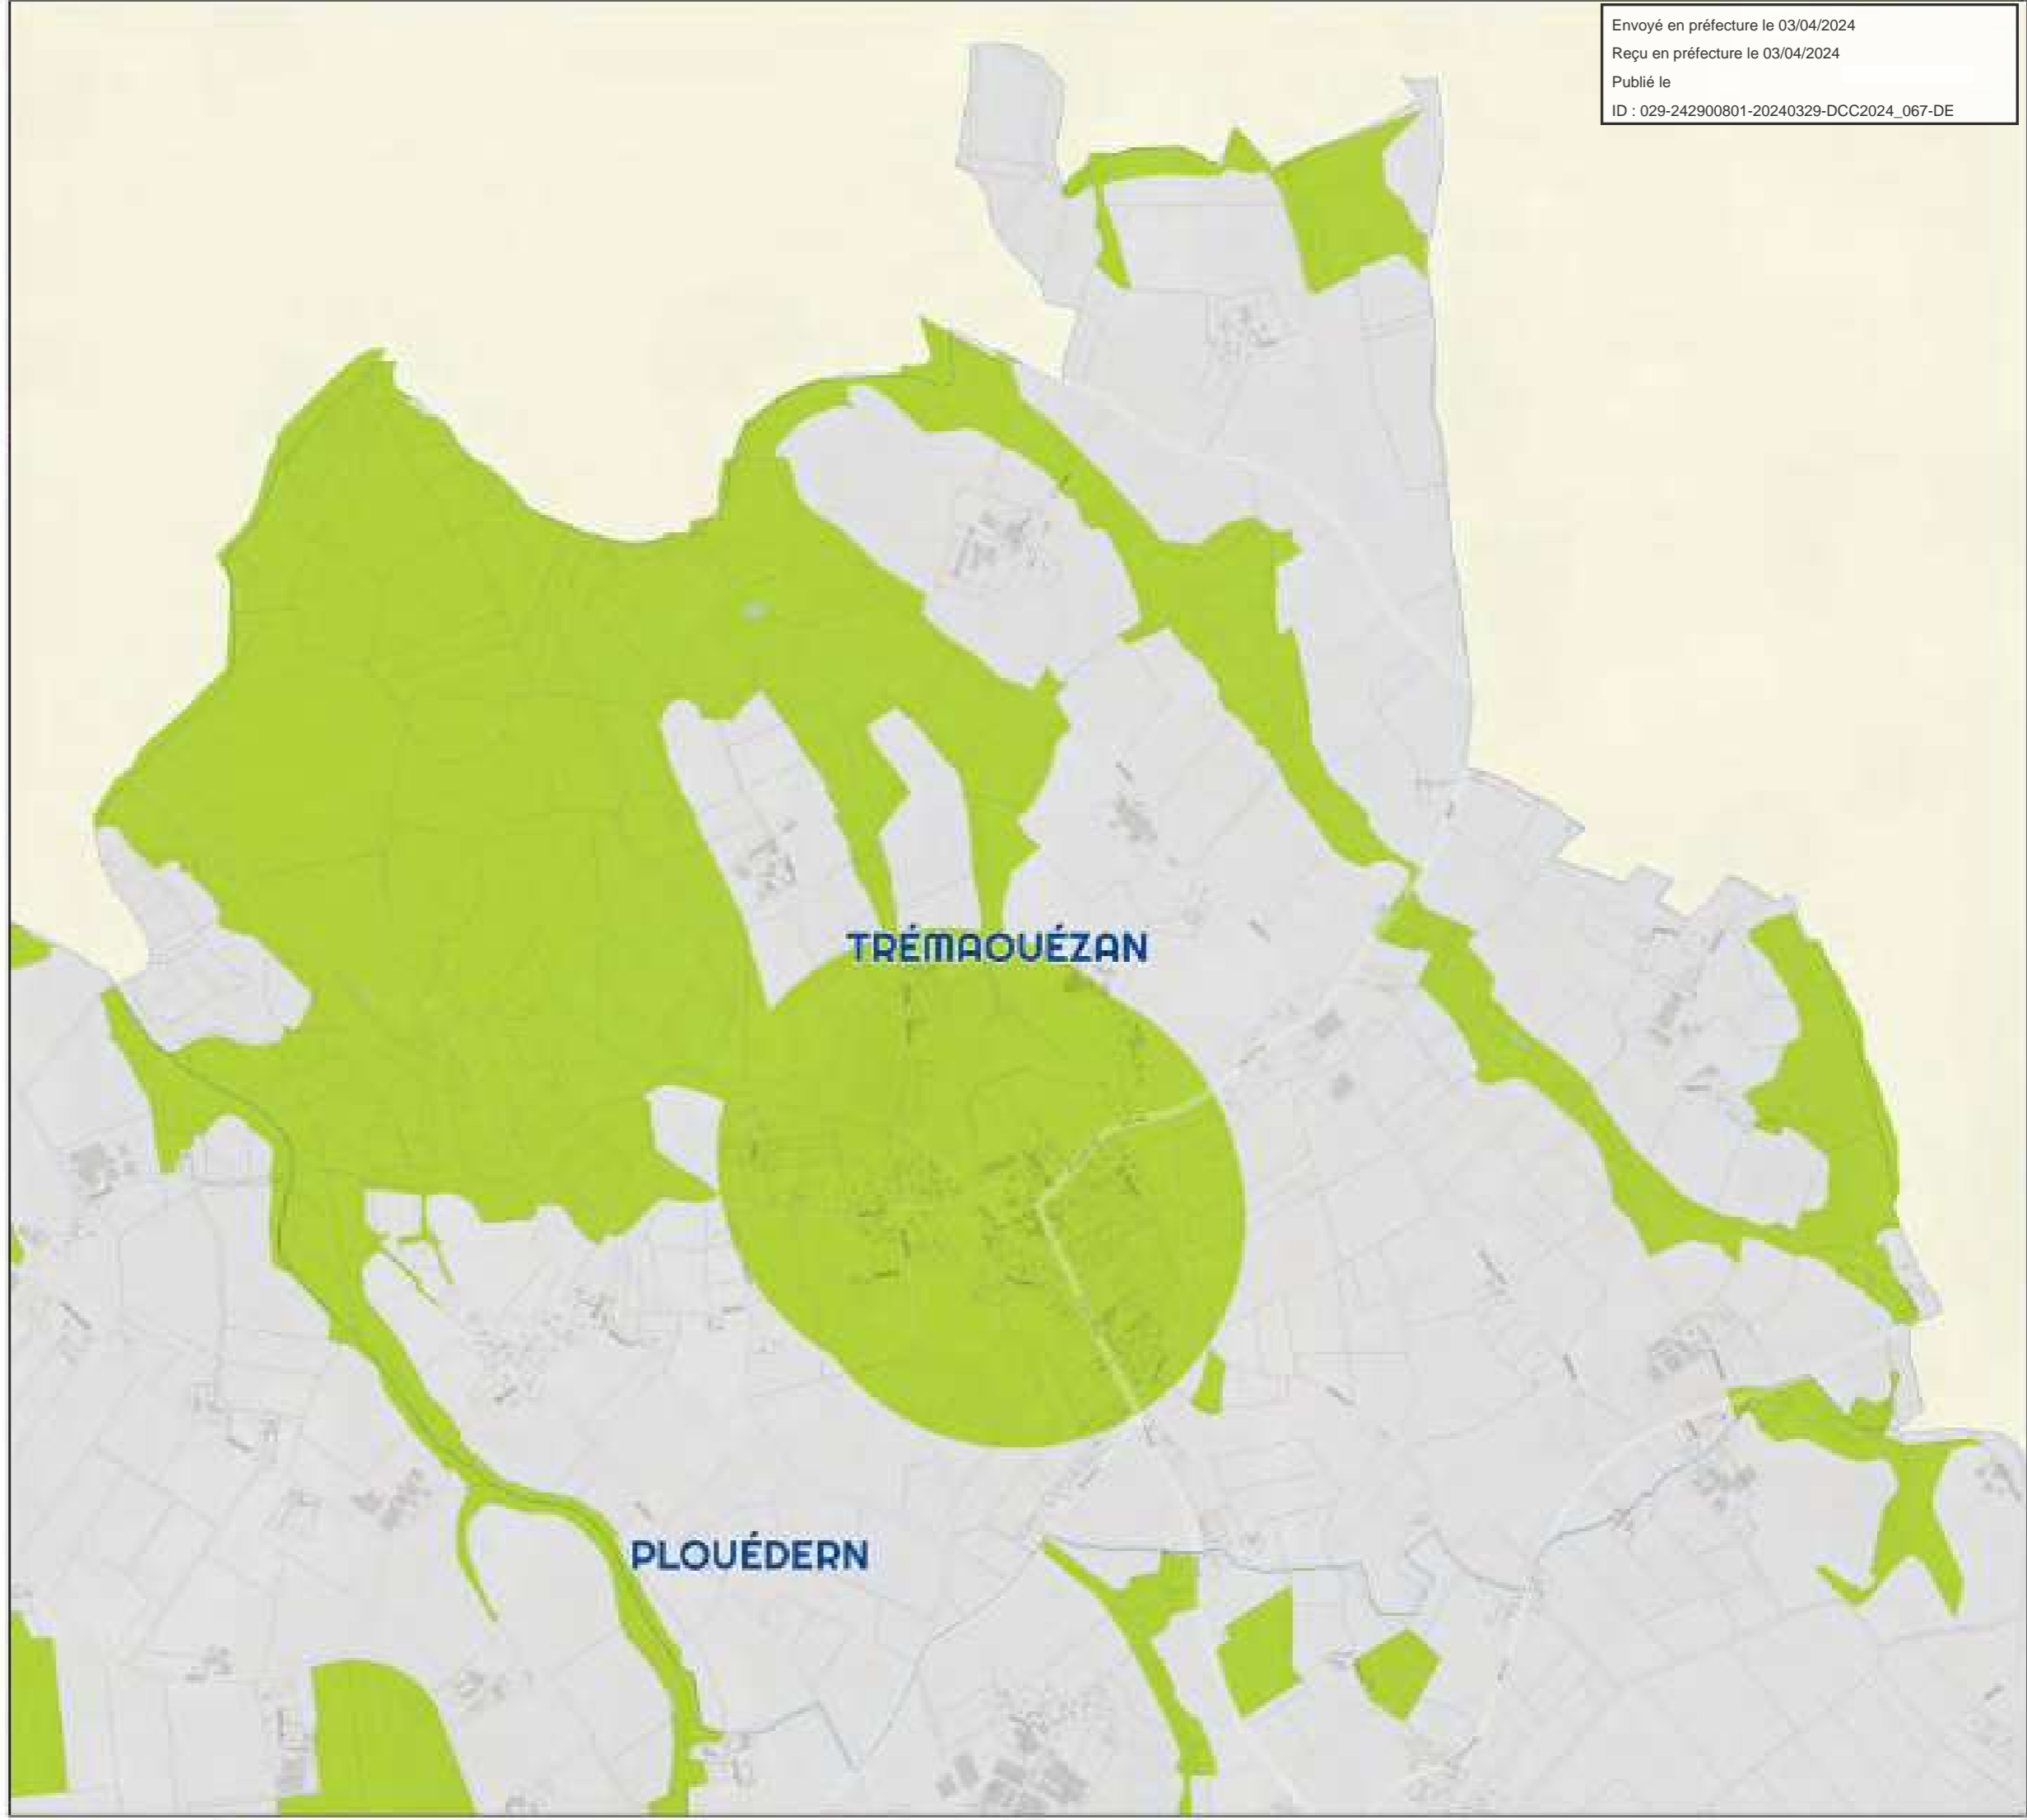 Envoyé en préfecture le 03/04/2024
Reçu en préfecture le 03/04/2024
Publié le
ID : 029-242900801-20240329-DCC2024_067-DE
TRÉMAOUÉZAN
PLOUÉDERN